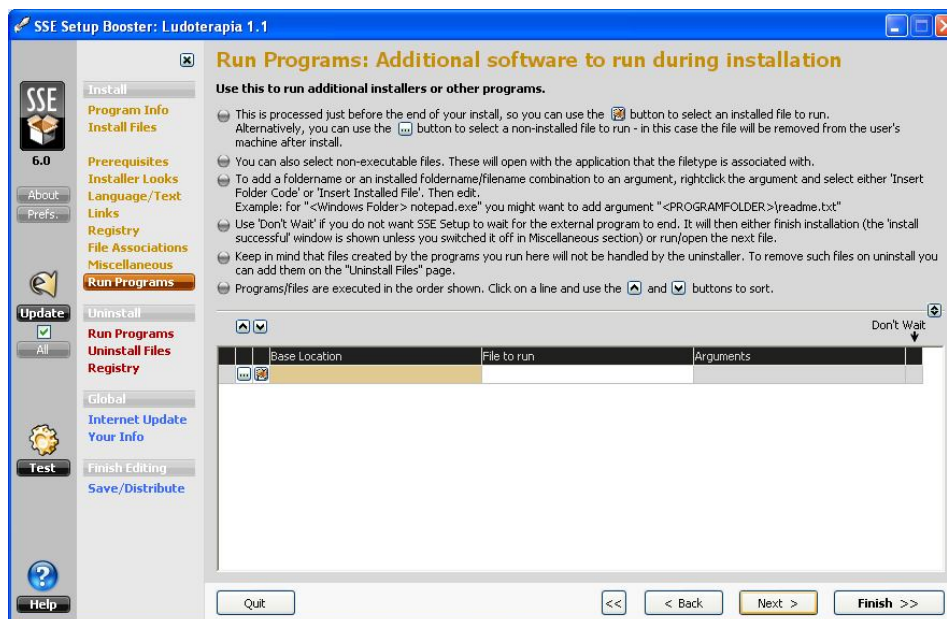 SSE Setup Booster: Ludoterapia 1.1
SSE
6.0
About
Prefs.
Update
All
Test
Help
Install
Program Info
Install Files
Prerequisites
Installer Looks
Language/Text
Links
Registry
File Associations
Miscellaneous
Run Programs
Uninstall
Run Programs
Uninstall Files
Registry
Global
Internet Update
Your Info
Finish Editing
Save/Distribute
Run Programs: Additional software to run during installation
Use this to run additional installers or other programs.
This is processed just before the end of your install, so you can use the button to select an installed file to run.
Alternatively, you can use the ... button to select a non-installed file to run - in this case the file will be removed from the user's
machine after install.
You can also select non-executable files. These will open with the application that the filetype is associated with.
To add a foldername or an installed foldername/filename combination to an argument, rightclick the argument and select either 'Insert
Folder Code' or 'Insert Installed File'. Then edit.
Example: for "<Windows Folder> notepad.exe" you might want to add argument "<PROGRAMFOLDER>\readme.txt"
Use 'Don't Wait' if you do not want SSE Setup to wait for the external program to end. It will then either finish installation (the 'install
successful' window is shown unless you switched it off in Miscellaneous section) or run/open the next file.
Keep in mind that files created by the programs you run here will not be handled by the uninstaller. To remove such files on uninstall you
can add them on the "Uninstall Files" page.
Programs/files are executed in the order shown. Click on a line and use the and buttons to sort.
Don't Wait
Base Location File to run Arguments
...
Quit << < Back Next > Finish >>